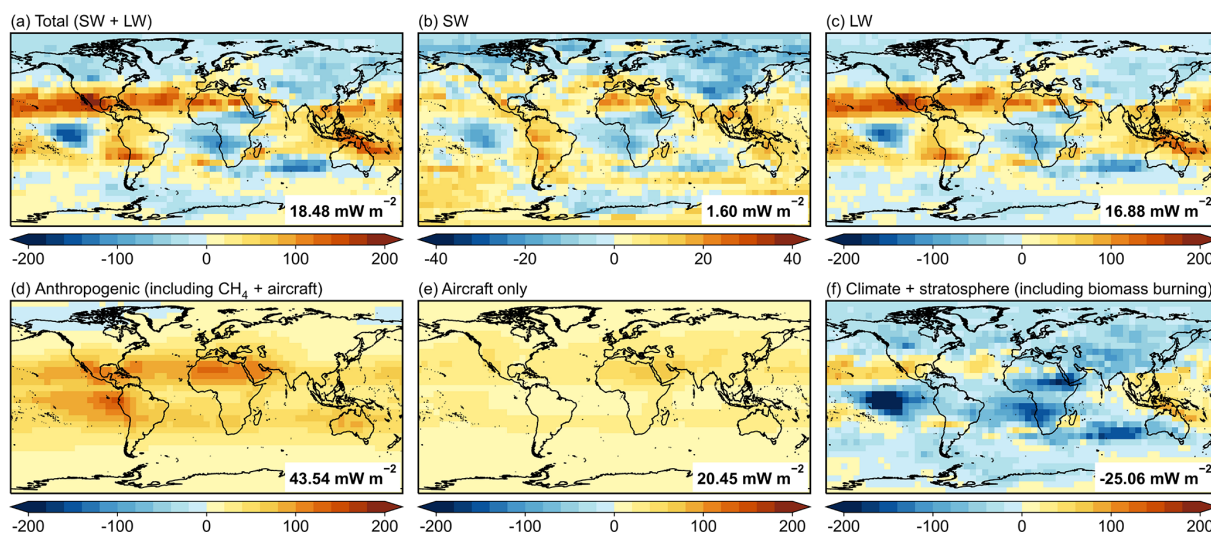 (a) Total (SW + LW)
(b) SW
(c) LW
18.48 mW m⁻²
1.60 mW m⁻²
16.88 mW m⁻²
-200 -100 0 100 200
-40 -20 0 20 40
-200 -100 0 100 200
(d) Anthropogenic (including CH₄ + aircraft)
(e) Aircraft only
(f) Climate + stratosphere (including biomass burning)
43.54 mW m⁻²
20.45 mW m⁻²
-25.06 mW m⁻²
-200 -100 0 100 200
-200 -100 0 100 200
-200 -100 0 100 200